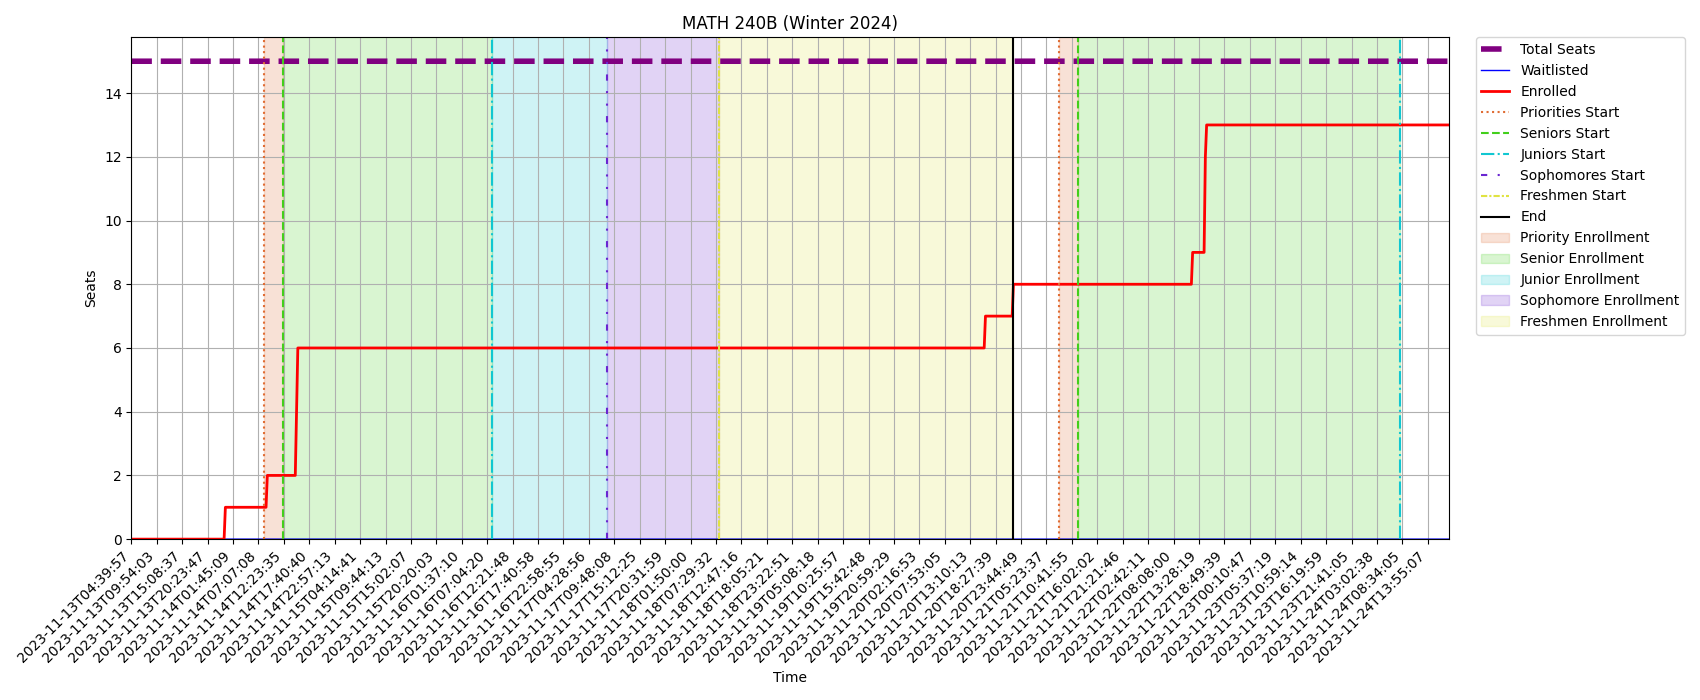 MATH 240B (Winter 2024)
Seats
14
12
10
8
6
4
2
0
2023-11-13T04:39:57
2023-11-13T09:54:03
2023-11-13T15:08:37
2023-11-13T20:23:47
2023-11-14T01:45:09
2023-11-14T07:07:08
2023-11-14T12:23:35
2023-11-14T17:40:40
2023-11-14T22:57:13
2023-11-15T04:14:41
2023-11-15T09:44:13
2023-11-15T15:02:07
2023-11-15T20:20:03
2023-11-16T01:37:10
2023-11-16T07:04:20
2023-11-16T12:21:48
2023-11-16T17:40:58
2023-11-16T22:58:55
2023-11-17T04:28:56
2023-11-17T09:48:08
2023-11-17T15:12:25
2023-11-17T20:31:59
2023-11-18T01:50:00
2023-11-18T07:29:32
2023-11-18T12:47:16
2023-11-18T18:05:21
2023-11-18T23:22:51
2023-11-19T05:08:18
2023-11-19T10:25:57
2023-11-19T15:42:48
2023-11-19T20:59:29
2023-11-20T02:16:53
2023-11-20T07:53:05
2023-11-20T13:10:13
2023-11-20T18:27:39
2023-11-20T23:44:49
2023-11-21T05:23:37
2023-11-21T10:41:55
2023-11-21T16:02:02
2023-11-21T21:21:46
2023-11-22T02:42:11
2023-11-22T08:08:00
2023-11-22T13:28:19
2023-11-22T18:49:39
2023-11-23T00:10:47
2023-11-23T05:37:19
2023-11-23T10:59:14
2023-11-23T16:19:59
2023-11-23T21:41:05
2023-11-24T03:02:38
2023-11-24T08:34:05
2023-11-24T13:55:07
Time
Total Seats
Waitlisted
Enrolled
Priorities Start
Seniors Start
Juniors Start
Sophomores Start
Freshmen Start
End
Priority Enrollment
Senior Enrollment
Junior Enrollment
Sophomore Enrollment
Freshmen Enrollment